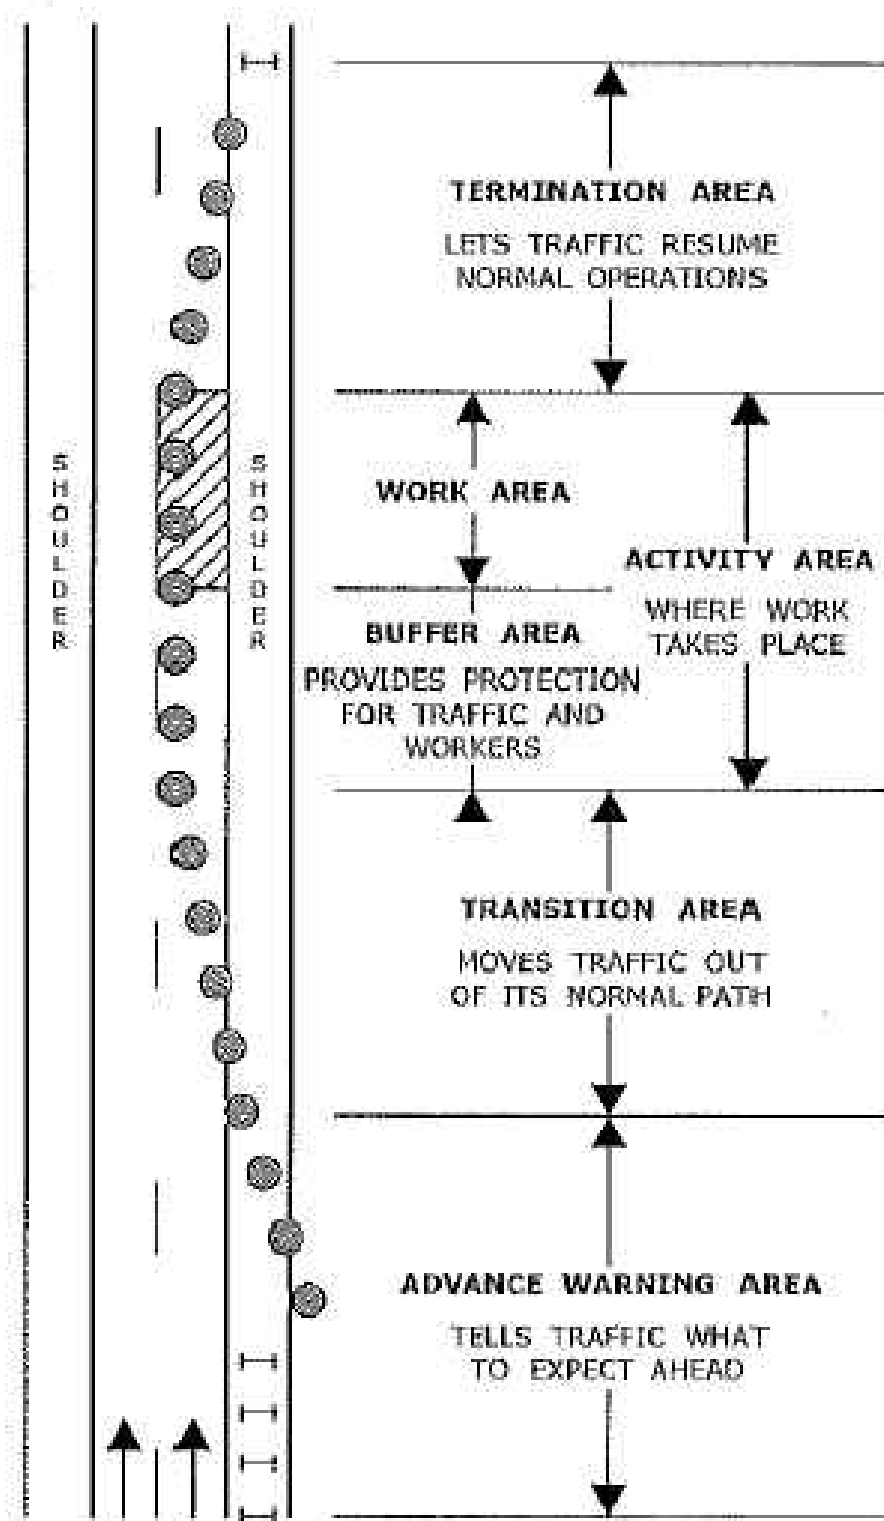 TERMINATION AREA
LETS TRAFFIC RESUME
NORMAL OPERATIONS
SHOULDER
SHOULDER
WORK AREA
ACTIVITY AREA
WHERE WORK
TAKES PLACE
BUFFER AREA
PROVIDES PROTECTION
FOR TRAFFIC AND
WORKERS
TRANSITION AREA
MOVES TRAFFIC OUT
OF ITS NORMAL PATH
ADVANCE WARNING AREA
TELLS TRAFFIC WHAT
TO EXPECT AHEAD